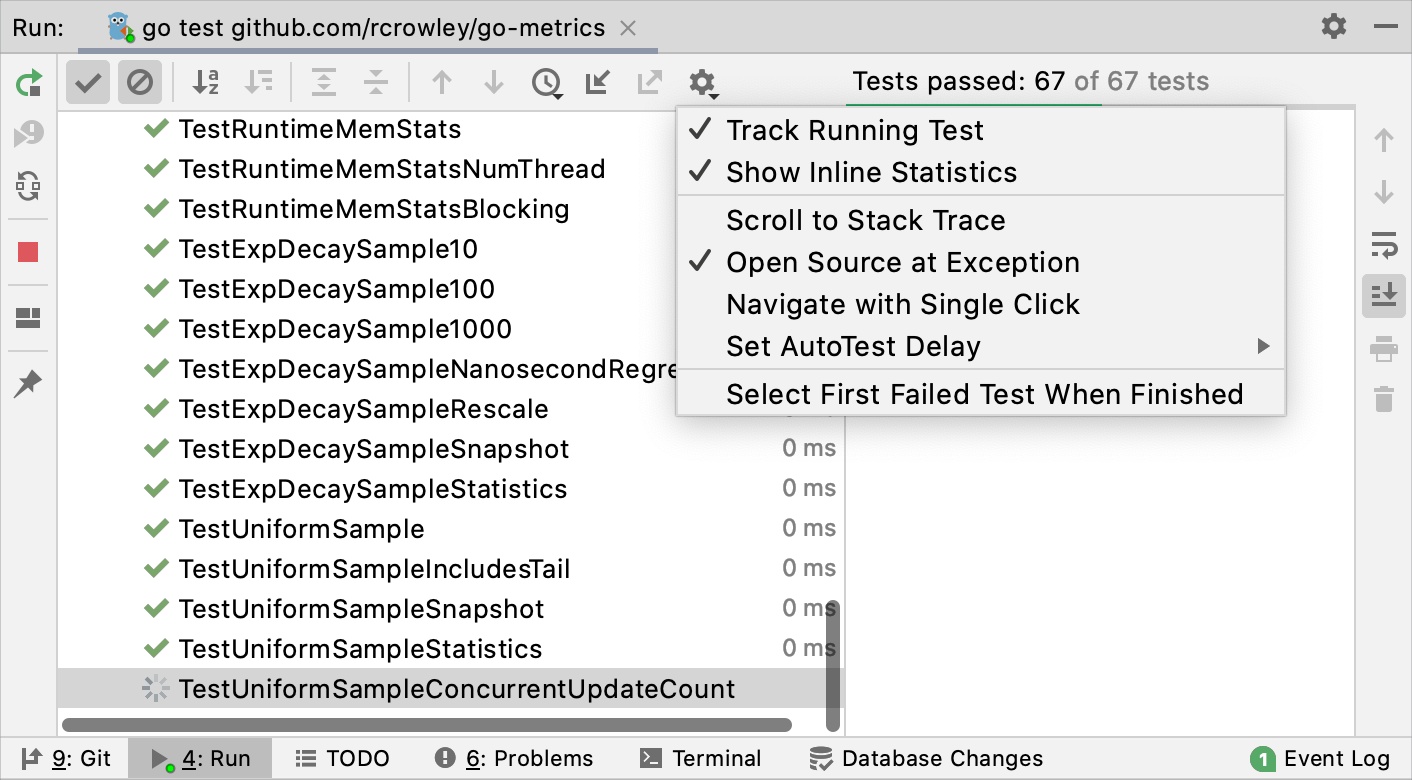 Run: go test github.com/rcrowley/go-metrics
Tests passed: 67 of 67 tests
TestRuntimeMemStats
TestRuntimeMemStatsNumThread
TestRuntimeMemStatsBlocking
TestExpDecaySample10
TestExpDecaySample100
TestExpDecaySample1000
TestExpDecaySampleNanosecondRegre
TestExpDecaySampleRescale
TestExpDecaySampleSnapshot 0 ms
TestExpDecaySampleStatistics 0 ms
TestUniformSample 0 ms
TestUniformSampleIncludesTail 0 ms
TestUniformSampleSnapshot 0 ms
TestUniformSampleStatistics 0 ms
TestUniformSampleConcurrentUpdateCount
Track Running Test
Show Inline Statistics
Scroll to Stack Trace
Open Source at Exception
Navigate with Single Click
Set AutoTest Delay
Select First Failed Test When Finished
9: Git 4: Run TODO 6: Problems Terminal Database Changes 1 Event Log